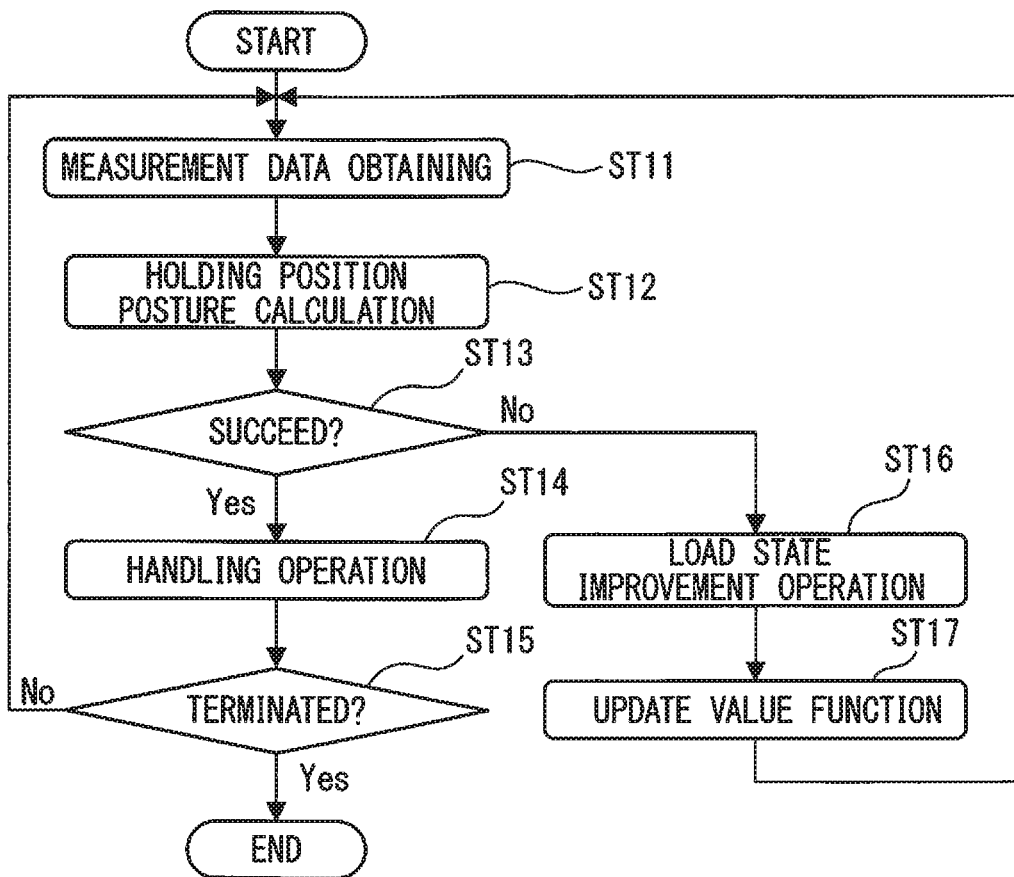 START
MEASUREMENT DATA OBTAINING
ST11
HOLDING POSITION
POSTURE CALCULATION
ST12
ST13
SUCCEED?
No
Yes
ST14
HANDLING OPERATION
ST16
LOAD STATE
IMPROVEMENT OPERATION
ST15
TERMINATED?
No
Yes
ST17
UPDATE VALUE FUNCTION
END